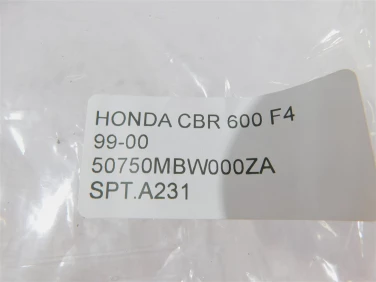 HONDA CBR 600 F4
99-00
50750MBW000ZA
SPT.A231